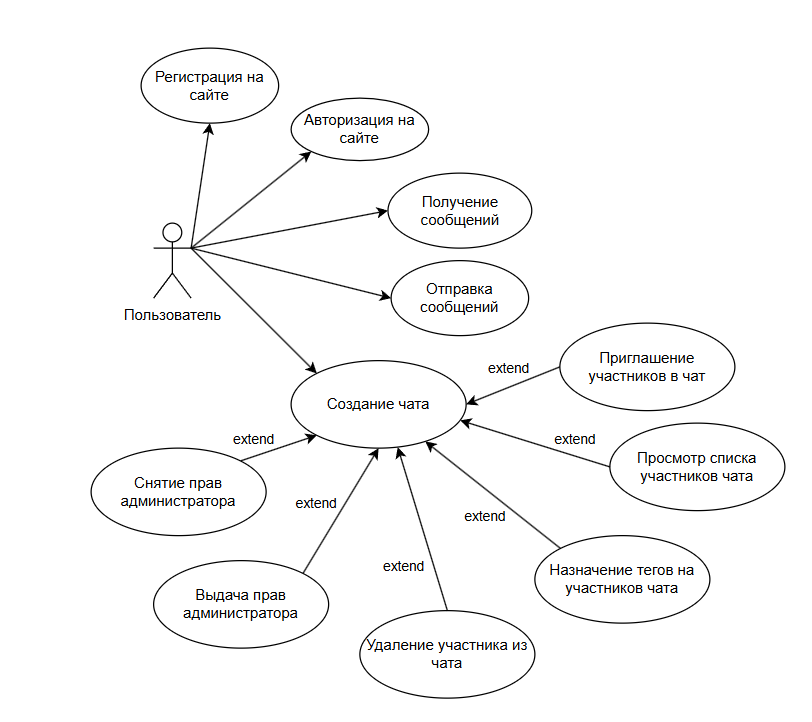 Регистрация на
сайте
Авторизация на
сайте
Получение
сообщений
Отправка
сообщений
Пользователь
Приглашение
участников в чат
extend
Создание чата
extend
extend
Просмотр списка
участников чата
Снятие прав
администратора
extend
extend
extend
Назначение тегов на
участников чата
Выдача прав
администратора
Удаление участника из
чата